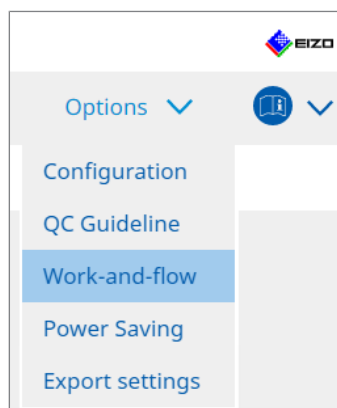 EIZO
Options
Configuration
QC Guideline
Work-and-flow
Power Saving
Export settings